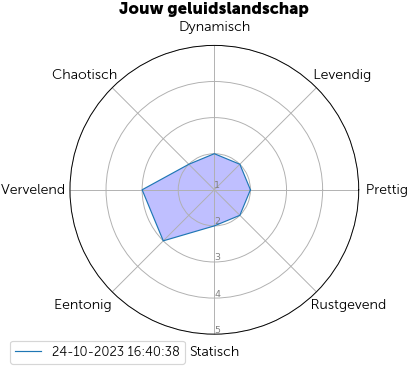 Jouw geluidslandschap
Dynamisch
Chaotisch
Levendig
Vervelend
1
Prettig
2
3
4
Eentonig
Rustgevend
5
24-10-2023 16:40:38
Statisch